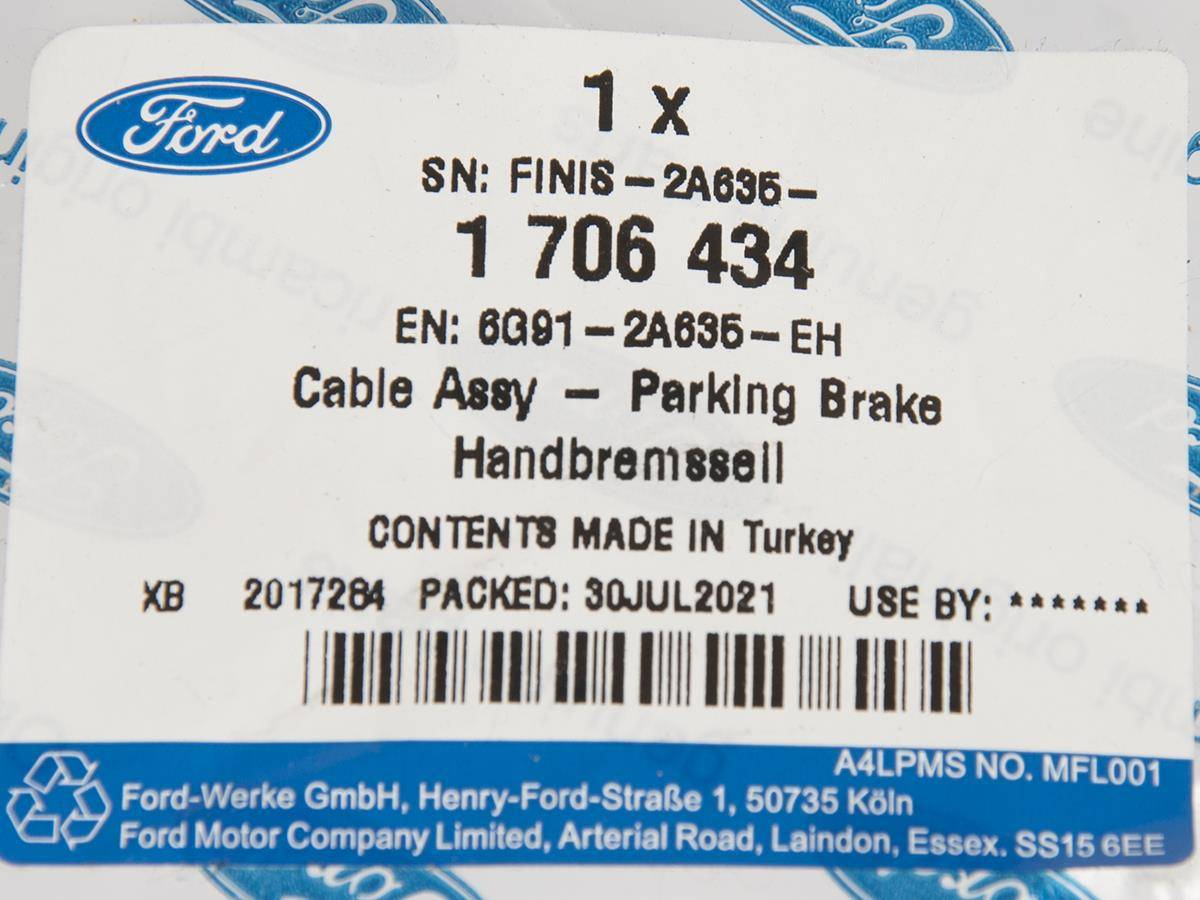 Ford
1 x
SN: FINIS - 2A635 -
1 706 434
EN: 6G91 - 2A635 - EH
Cable Assy - Parking Brake
Handbremsseil
CONTENTS MADE IN Turkey
XB 2017284 PACKED: 30JUL2021 USE BY: *******
A4LPMS NO. MFL001
Ford-Werke GmbH, Henry-Ford-Straße 1, 50735 Köln
Ford Motor Company Limited, Arterial Road, Laindon, Essex. SS15 6EE